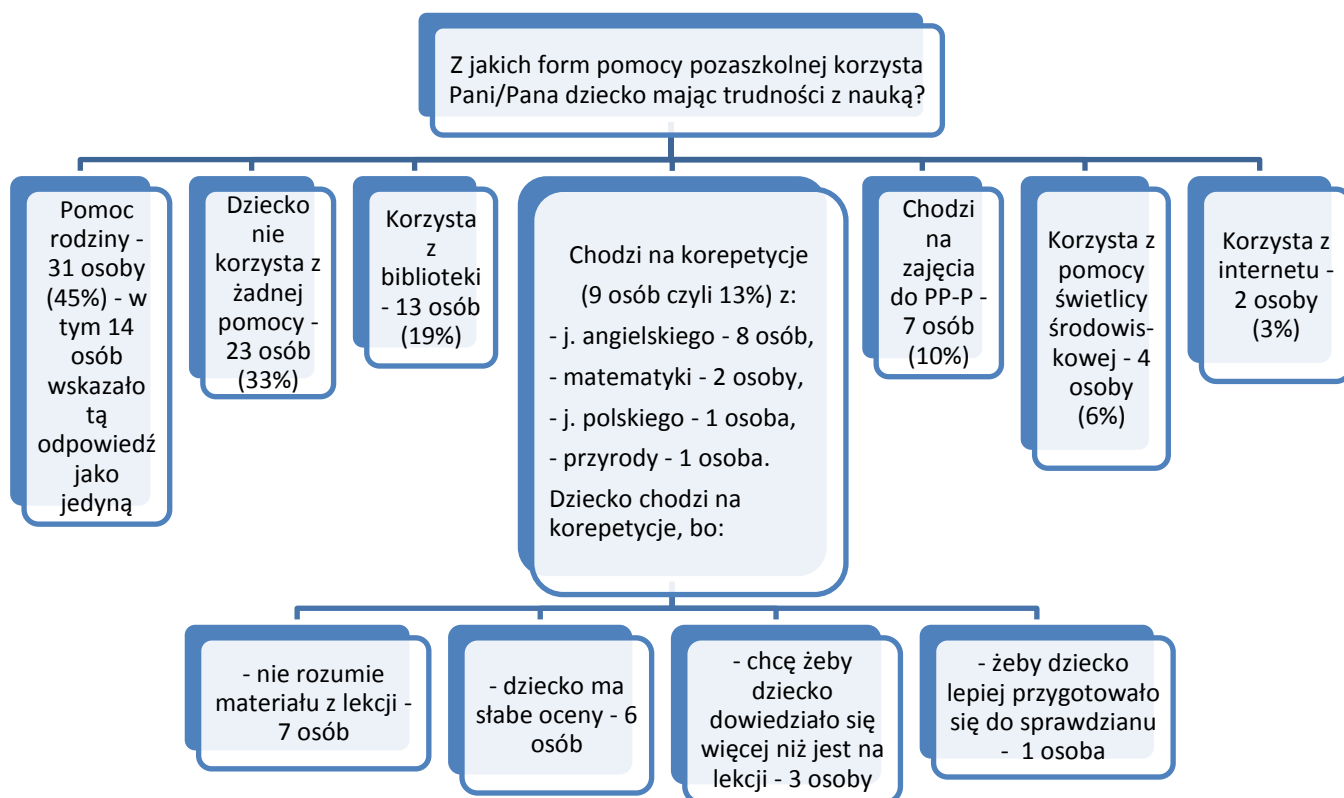 Z jakich form pomocy pozaszkolnej korzysta
Pani/Pana dziecko mając trudności z nauką?
Pomoc
rodziny -
31 osoby
(45%) - w
tym 14
osób
wskazało
tą
odpowiedź
jako
jedyną
Dziecko
nie
korzysta z
żadnej
pomocy -
23 osób
(33%)
Korzysta
z
biblioteki
- 13 osób
(19%)
Chodzi na korepetycje
(9 osób czyli 13%) z:
- j. angielskiego - 8 osób,
- matematyki - 2 osoby,
- j. polskiego - 1 osoba,
- przyrody - 1 osoba.
Dziecko chodzi na
korepetycje, bo:
Chodzi
na
zajęcia
do PP-P -
7 osób
(10%)
Korzysta z
pomocy
świetlicy
środowis-
kowej - 4
osoby
(6%)
Korzysta z
internetu -
2 osoby
(3%)
- nie rozumie
materiału z lekcji -
7 osób
- dziecko ma
słabe oceny - 6
osób
- chcę żeby
dziecko
dowiedziało się
więcej niż jest na
lekcji - 3 osoby
- żeby dziecko
lepiej przygotowało
się do sprawdzianu
- 1 osoba